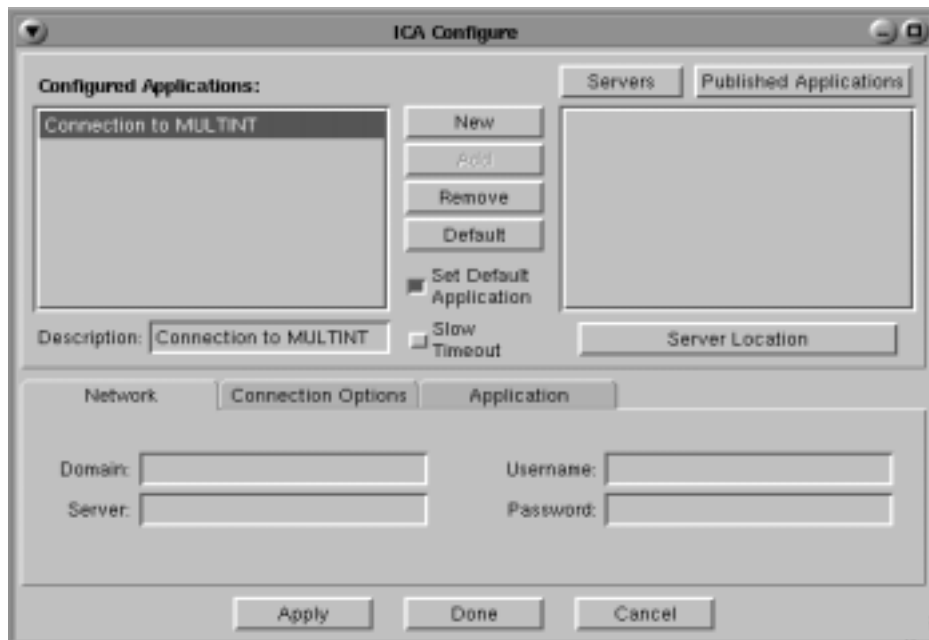 ICA Configure
Configured Applications:
Servers
Published Applications
Connection to MULTINT
New
Add
Remove
Default
Set Default
Application
Slow
Timeout
Description:
Connection to MULTINT
Server Location
Network
Connection Options
Application
Domain:
Username:
Server:
Password:
Apply
Done
Cancel